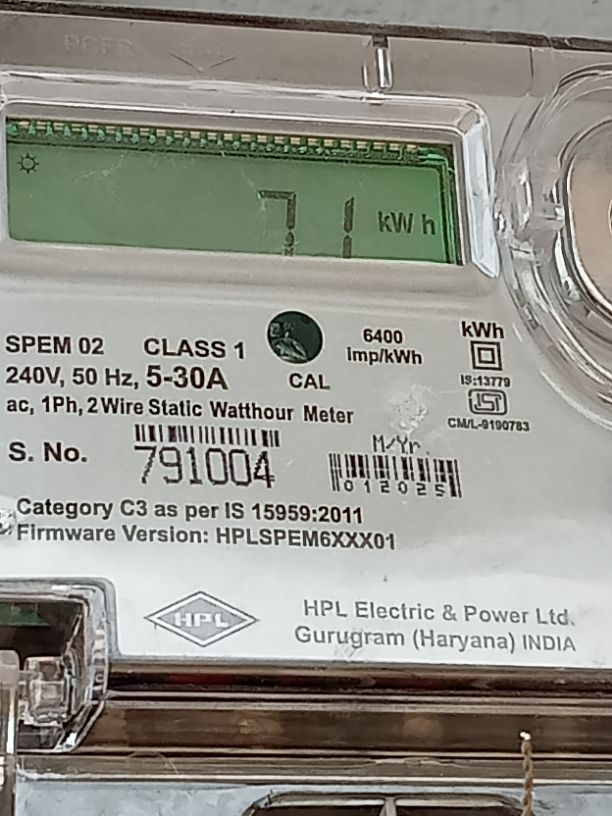 71 kWh
SPEM 02 CLASS 1
240V, 50 Hz, 5-30A
CAL
6400
imp/kWh
kWh
IS:13779
ISI
CM/L-9190783
ac, 1Ph, 2 Wire Static Watthour Meter
S. No. 791004
M/Yr.
012025
Category C3 as per IS 15959:2011
Firmware Version: HPLSPEM6XXX01
HPL
HPL Electric & Power Ltd.
Gurugram (Haryana) INDIA